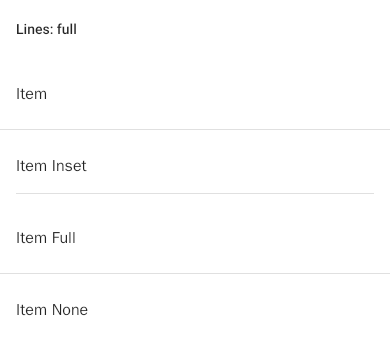 Lines: full
Item
Item Inset
Item Full
Item None